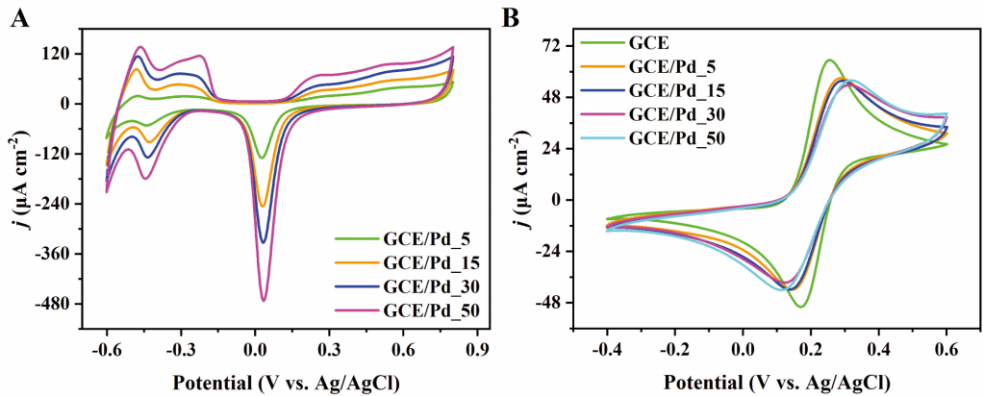 A
j (µA cm⁻²)
120
0
-120
-240
-360
-480
GCE/Pd_5
GCE/Pd_15
GCE/Pd_30
GCE/Pd_50
-0.6
-0.3
0.0
0.3
0.6
0.9
Potential (V vs. Ag/AgCl)
B
j (µA cm⁻²)
72
48
24
0
-24
-48
GCE
GCE/Pd_5
GCE/Pd_15
GCE/Pd_30
GCE/Pd_50
-0.4
-0.2
0.0
0.2
0.4
0.6
Potential (V vs. Ag/AgCl)